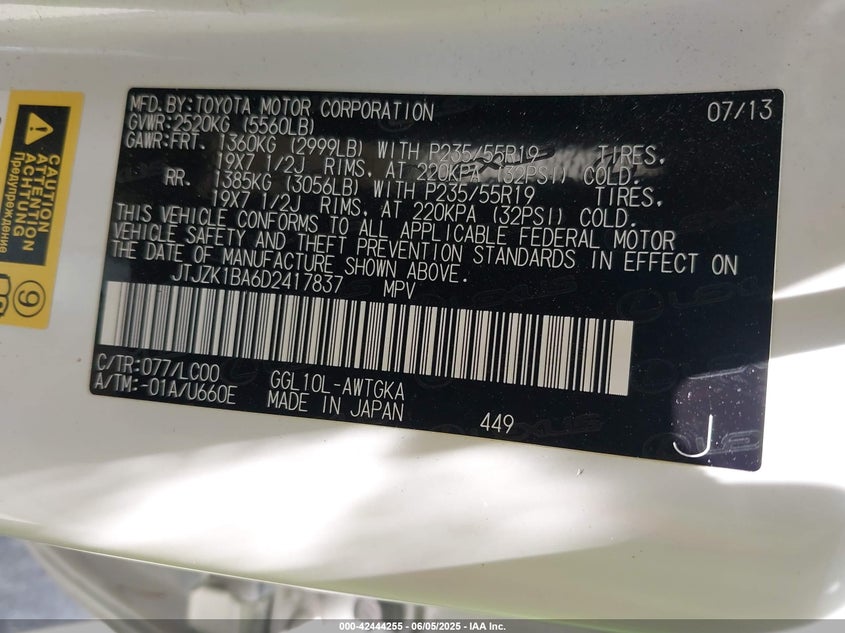 MFD.BY:TOYOTA MOTOR CORPORATION 07/13
GVWR:2520KG (5560LB)
GAWR:FRT. 1360KG (2999LB) WITH P235/55R19 TIRES,
19X7 1/2J RIMS, AT 220KPA (32PSI) COLD.
RR. 1385KG (3056LB) WITH P235/55R19 TIRES,
19X7 1/2J RIMS, AT 220KPA (32PSI) COLD.
THIS VEHICLE CONFORMS TO ALL APPLICABLE FEDERAL MOTOR
VEHICLE SAFETY AND THEFT PREVENTION STANDARDS IN EFFECT ON
THE DATE OF MANUFACTURE SHOWN ABOVE.
JTJZK1BA6D2417837 MPV
C/TR:077/LC00 GGL10L-AWTGKA
A/TM:-01A/U660E MADE IN JAPAN 449
J
CAUTION
ATTENTION
ACHTUNG
Предупреждение
9
LEXUS
000-42444255 - 06/05/2025 - IAA Inc.